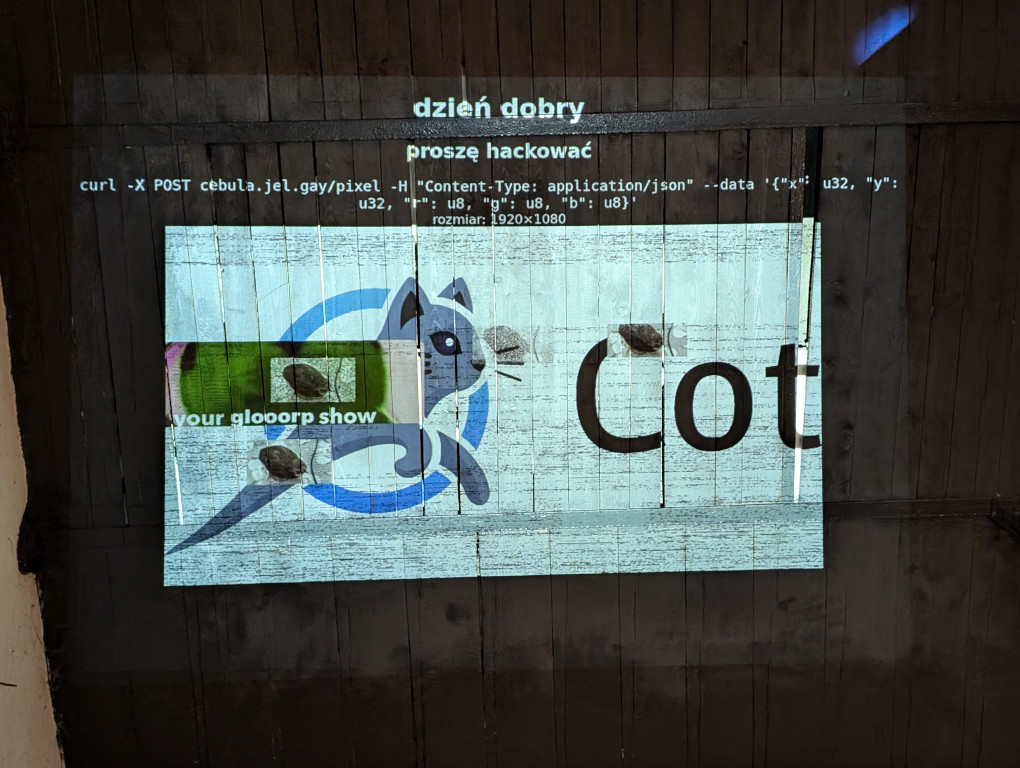 dzień dobry
proszę hackować
curl -X POST cebula.jel.gay/pixel -H "Content-Type: application/json" --data '{"x": u32, "y":
u32, "r": u8, "g": u8, "b": u8}'
rozmiar: 1920×1080
Cot
your glooorp show